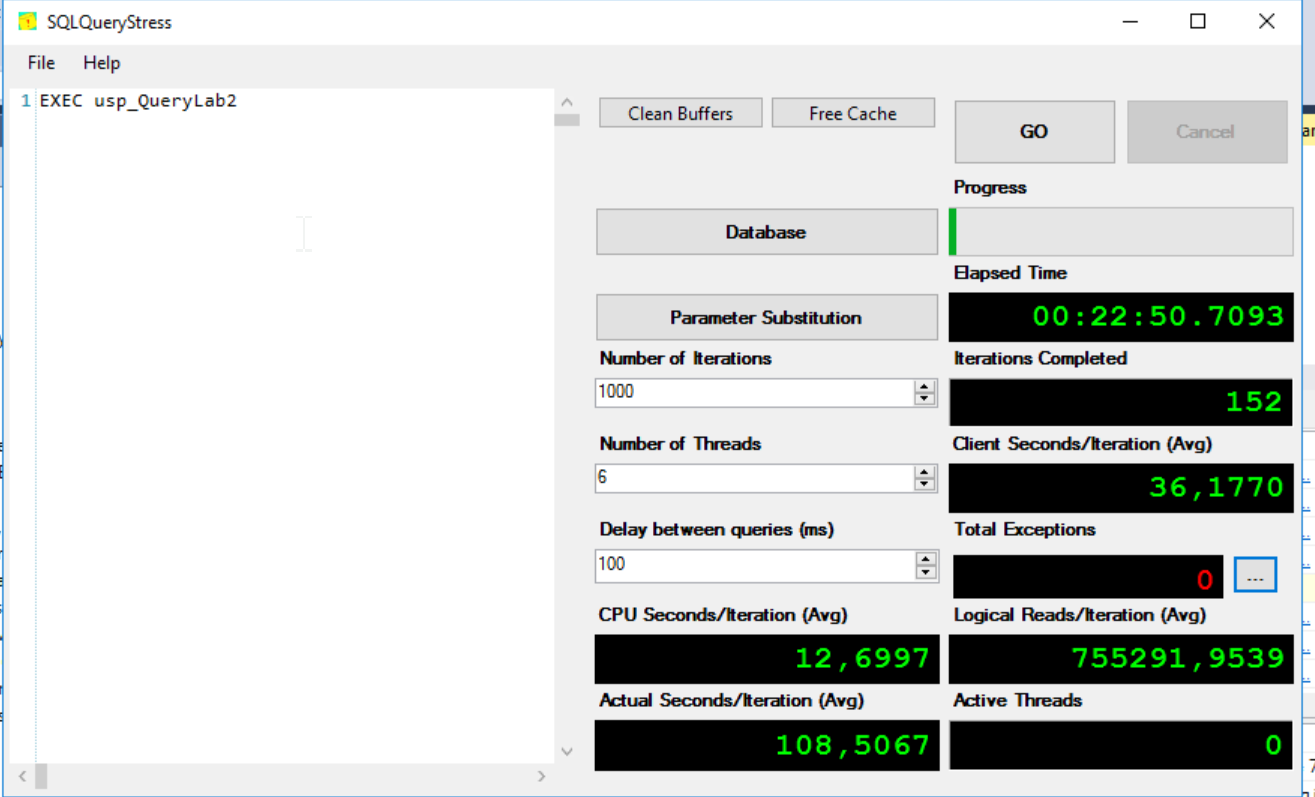 SQLQueryStress
File Help
1 EXEC usp_QueryLab2
Clean Buffers Free Cache
GO Cancel
Progress
Database
Elapsed Time
00:22:50.7093
Parameter Substitution
Number of Iterations
1000
Iterations Completed
152
Number of Threads
6
Client Seconds/Iteration (Avg)
36,1770
Delay between queries (ms)
100
Total Exceptions
0 ...
CPU Seconds/Iteration (Avg)
12,6997
Logical Reads/Iteration (Avg)
755291,9539
Actual Seconds/Iteration (Avg)
108,5067
Active Threads
0